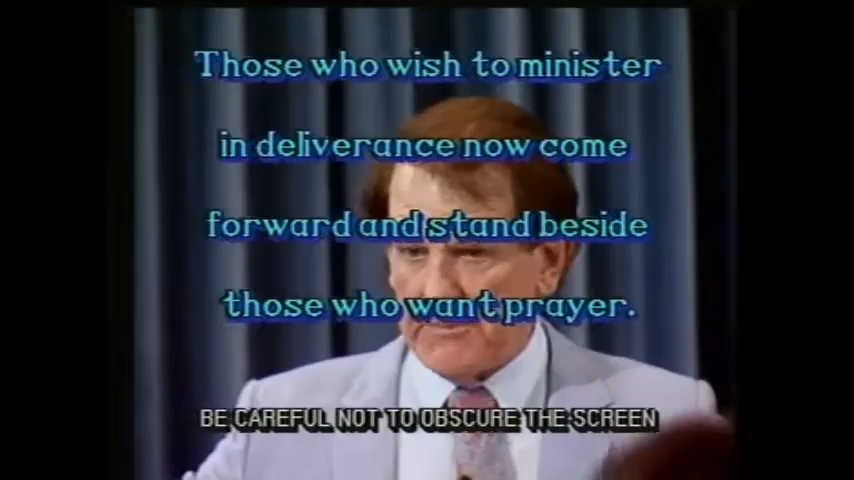 Those who wish to minister
in deliverance now come
forward and stand beside
those who want prayer.
BE CAREFUL NOT TO OBSCURE THE SCREEN